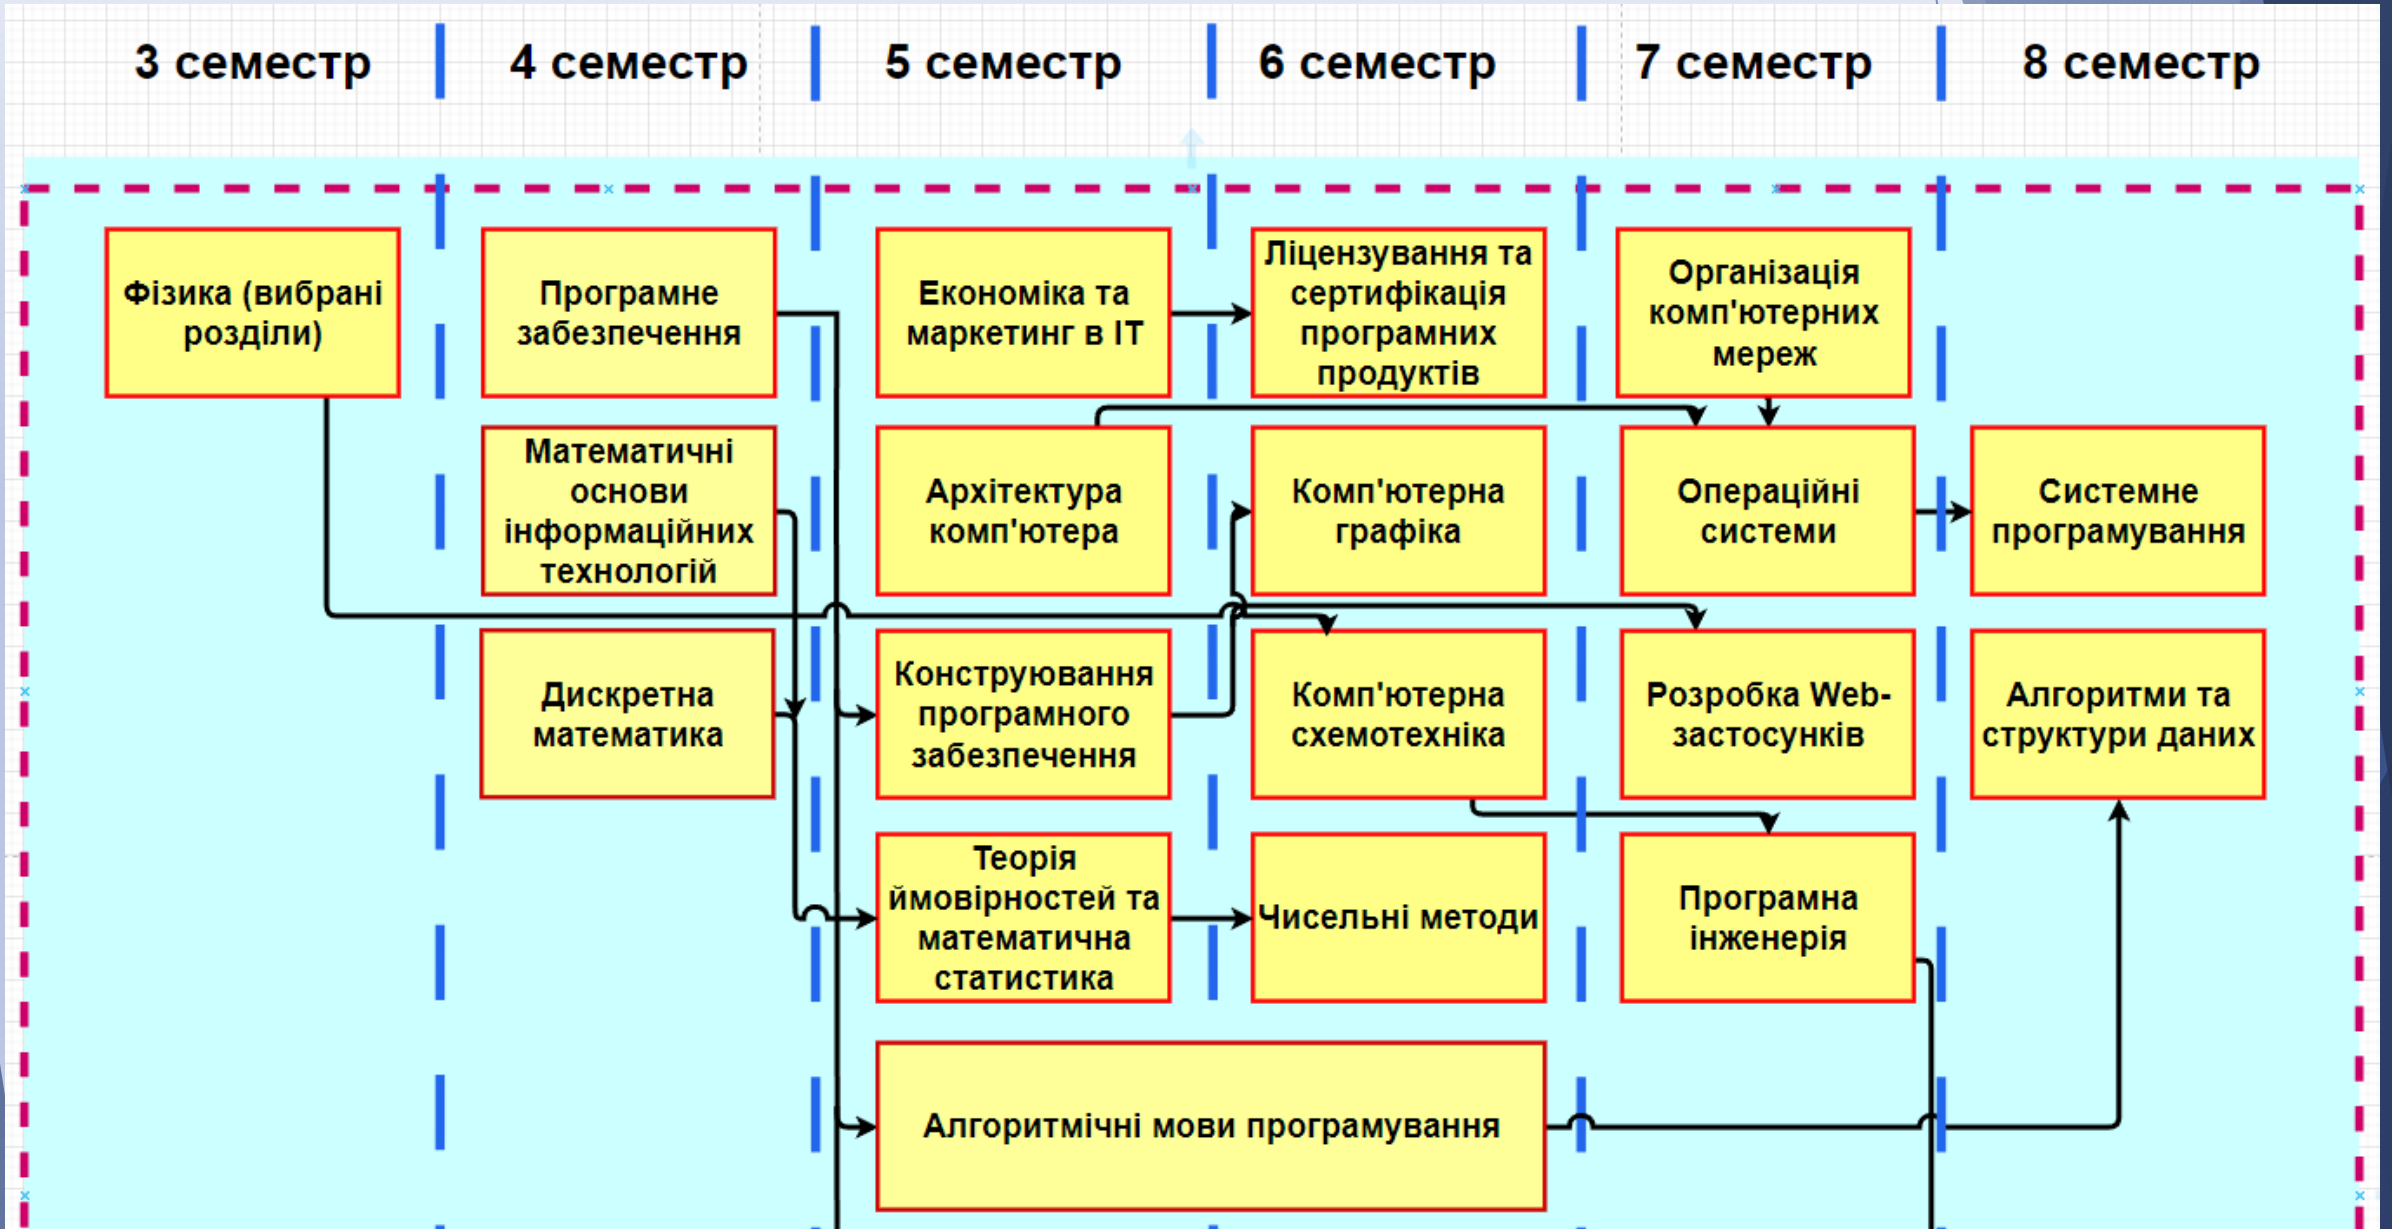 3 семестр
4 семестр
5 семестр
6 семестр
7 семестр
8 семестр
Фізика (вибрані
розділи)
Програмне
забезпечення
Економіка та
маркетинг в ІТ
Ліцензування та
сертифікація
програмних
продуктів
Організація
комп'ютерних
мереж
Математичні
основи
інформаційних
технологій
Архітектура
комп'ютера
Комп'ютерна
графіка
Операційні
системи
Системне
програмування
Дискретна
математика
Конструювання
програмного
забезпечення
Комп'ютерна
схемотехніка
Розробка Web-
застосунків
Алгоритми та
структури даних
Теорія
ймовірностей та
математична
статистика
Чисельні методи
Програмна
інженерія
Алгоритмічні мови програмування